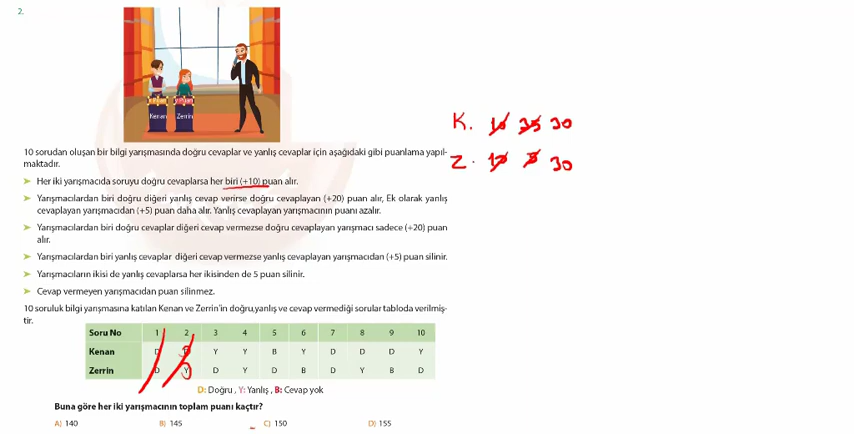 2.
Kenan Zerrin
K. 10 35 30
Z. 10 5 30
10 sorudan oluşan bir bilgi yarışmasında doğru cevaplar ve yanlış cevaplar için aşağıdaki gibi puanlama yapıl-
maktadır.
➤ Her iki yarışmacıda soruyu doğru cevaplarsa her biri (+10) puan alır.
➤ Yarışmacılardan biri doğru diğeri yanlış cevap verirse doğru cevaplayan (+20) puan alır, Ek olarak yanlış
cevaplayan yarışmacıdan (+5) puan daha alır. Yanlış cevaplayan yarışmacının puanı azalır.
➤ Yarışmacılardan biri doğru cevaplar diğeri cevap vermezse doğru cevaplayan yarışmacı sadece (+20) puan
alır.
➤ Yarışmacılardan biri yanlış cevaplar diğeri cevap vermezse yanlış cevaplayan yarışmacıdan (+5) puan silinir.
➤ Yarışmacıların ikisi de yanlış cevaplarsa her ikisinden de 5 puan silinir.
➤ Cevap vermeyen yarışmacıdan puan silinmez.
10 soruluk bilgi yarışmasına katılan Kenan ve Zerrin'in doğru,yanlış ve cevap vermediği sorular tabloda verilmiş-
tir.
Soru No 1 2 3 4 5 6 7 8 9 10
Kenan D D Y Y B Y D D D Y
Zerrin D Y D Y D B D Y B D
D: Doğru , Y: Yanlış , B: Cevap yok
Buna göre her iki yarışmacının toplam puanı kaçtır?
A) 140 B) 145 C) 150 D) 155